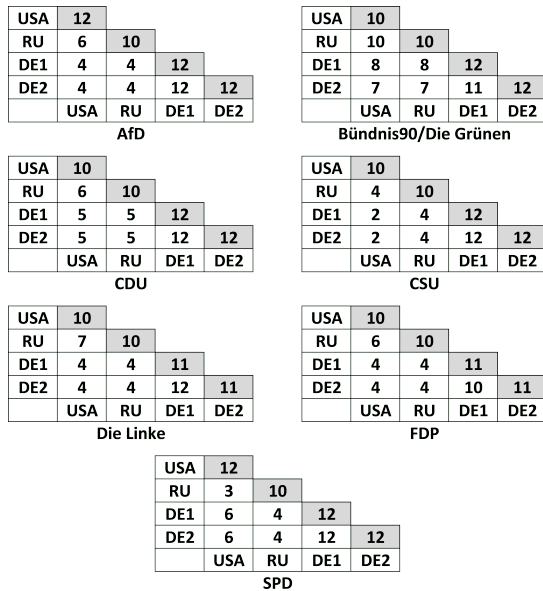 USA 12
RU 6 10
DE1 4 4 12
DE2 4 4 12 12
USA RU DE1 DE2
AfD
USA 10
RU 10 10
DE1 8 8 12
DE2 7 7 11 12
USA RU DE1 DE2
Bündnis90/Die Grünen
USA 10
RU 6 10
DE1 5 5 12
DE2 5 5 12 12
USA RU DE1 DE2
CDU
USA 10
RU 4 10
DE1 2 4 12
DE2 2 4 12 12
USA RU DE1 DE2
CSU
USA 10
RU 7 10
DE1 4 4 11
DE2 4 4 12 11
USA RU DE1 DE2
Die Linke
USA 10
RU 6 10
DE1 4 4 11
DE2 4 4 10 11
USA RU DE1 DE2
FDP
USA 12
RU 3 10
DE1 6 4 12
DE2 6 4 12 12
USA RU DE1 DE2
SPD